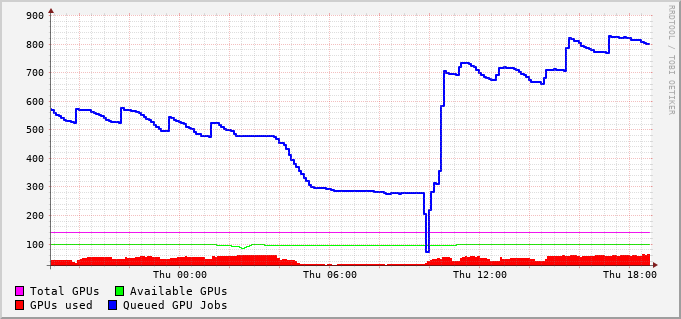 RRDTOOL / TOBI OETIKER
900
800
700
600
500
400
300
200
100
Thu 00:00 Thu 06:00 Thu 12:00 Thu 18:00
Total GPUs Available GPUs
GPUs used Queued GPU Jobs